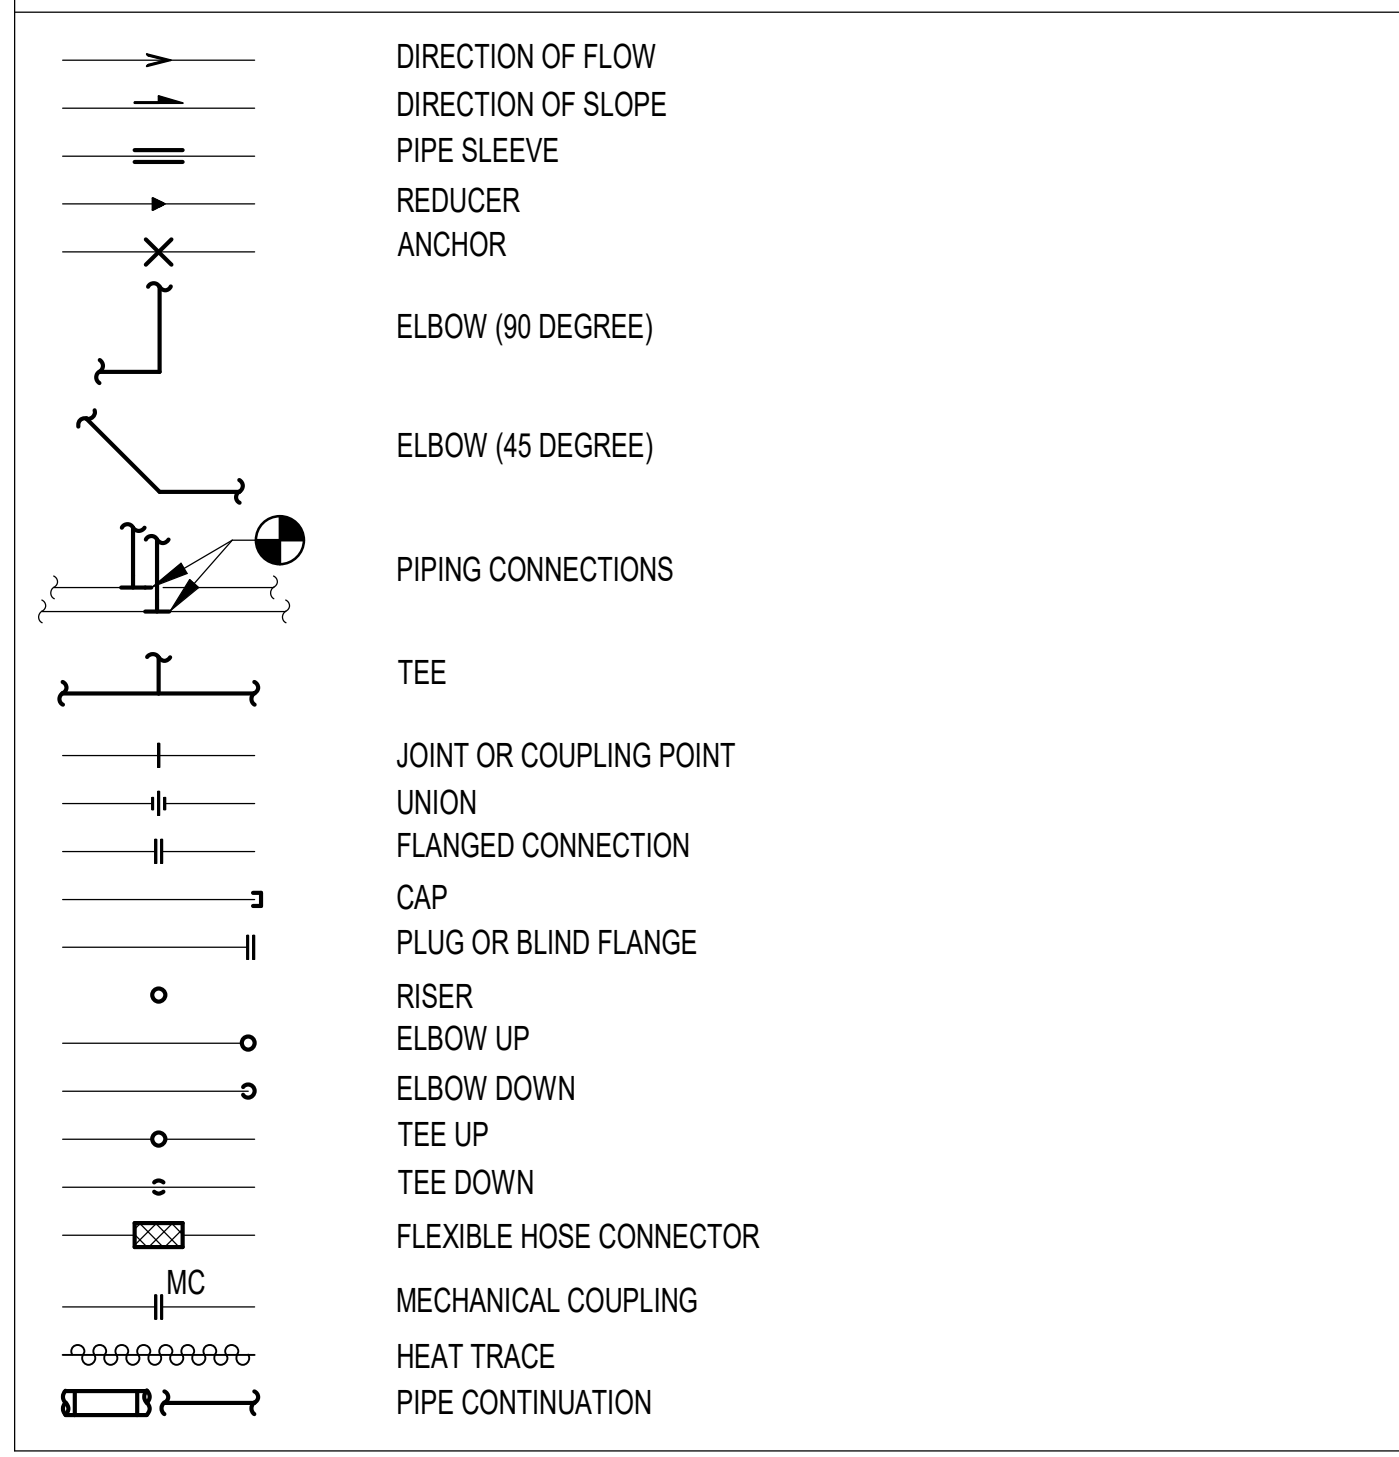 DIRECTION OF FLOW
DIRECTION OF SLOPE
PIPE SLEEVE
REDUCER
ANCHOR
ELBOW (90 DEGREE)
ELBOW (45 DEGREE)
PIPING CONNECTIONS
TEE
JOINT OR COUPLING POINT
UNION
FLANGED CONNECTION
CAP
PLUG OR BLIND FLANGE
RISER
ELBOW UP
ELBOW DOWN
TEE UP
TEE DOWN
FLEXIBLE HOSE CONNECTOR
MC
MECHANICAL COUPLING
HEAT TRACE
PIPE CONTINUATION